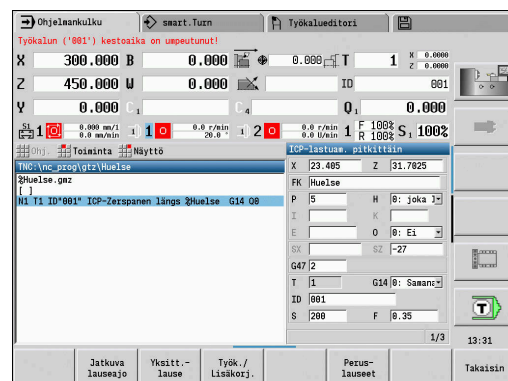 Ohjelmankulku smart.Turn Työkalueditori
Työkalun ('001') kestoaika on umpeutunut!
X 300.000 B 0.000 0.000 T 1 X 0.0000 Z 0.0000
Z 450.000 W 0.000 ID 001
Y 0.000 C1 C4 Q1 0.000
S1 1 0.000 mm/1 0.0 mm/min 1) 1 0.0 r/min 20.0 ° 1) 2 0.0 r/min 0.0 U/min 1 F 100% R 100% S1 100%
Ohj. Toiminta Näyttö
TNC:\nc_prog\gtz\Huelse
%Huelse.gmz
[ ]
N1 T1 ID"001" ICP-Zerspanen längs %Huelse G14 Q0
ICP-lastuam. pitkittäin
X 23.405 Z 31.7025
FK Huelse
P 5 H 0: joka
I K
E O 0: Ei
SX SZ -27
G47 2
T 1 G14 0: Samana
ID 001
S 200 F 0.35
1/3
T
13:31
Jatkuva lauseajo
Yksitt.- lause
Työk./ Lisäkorj.
Perus- lauseet
Takaisin